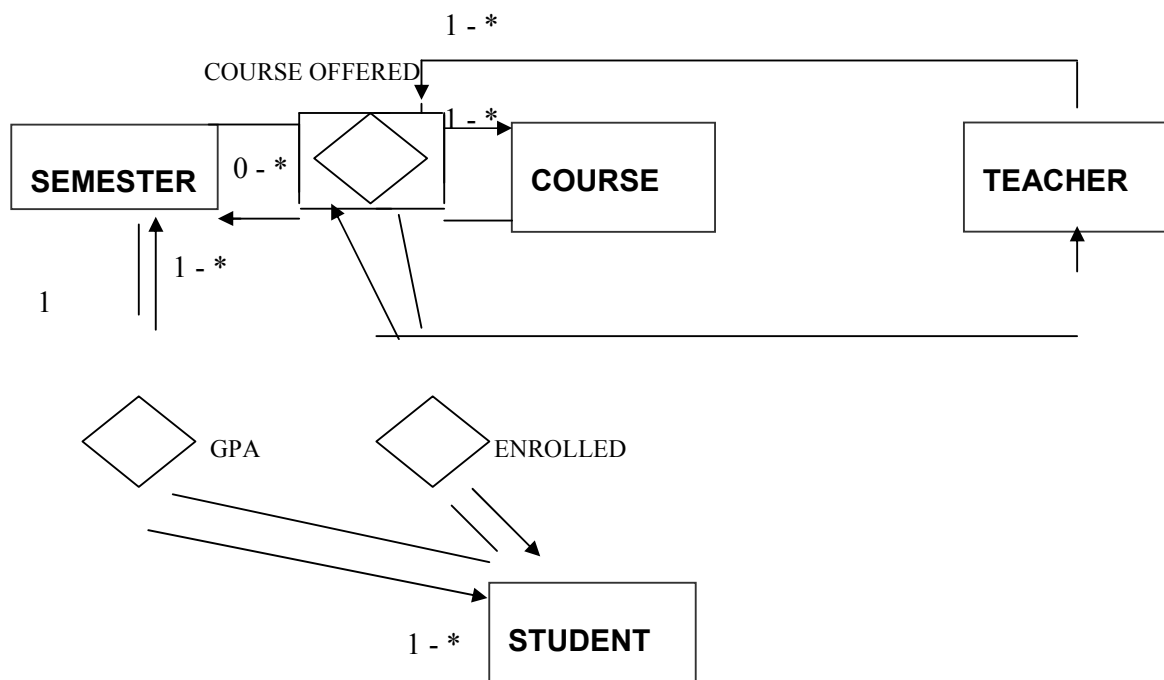 1 - *
COURSE OFFERED
1 - *
SEMESTER
0 - *
COURSE
TEACHER
1 - *
1
GPA
ENROLLED
1 - *
STUDENT